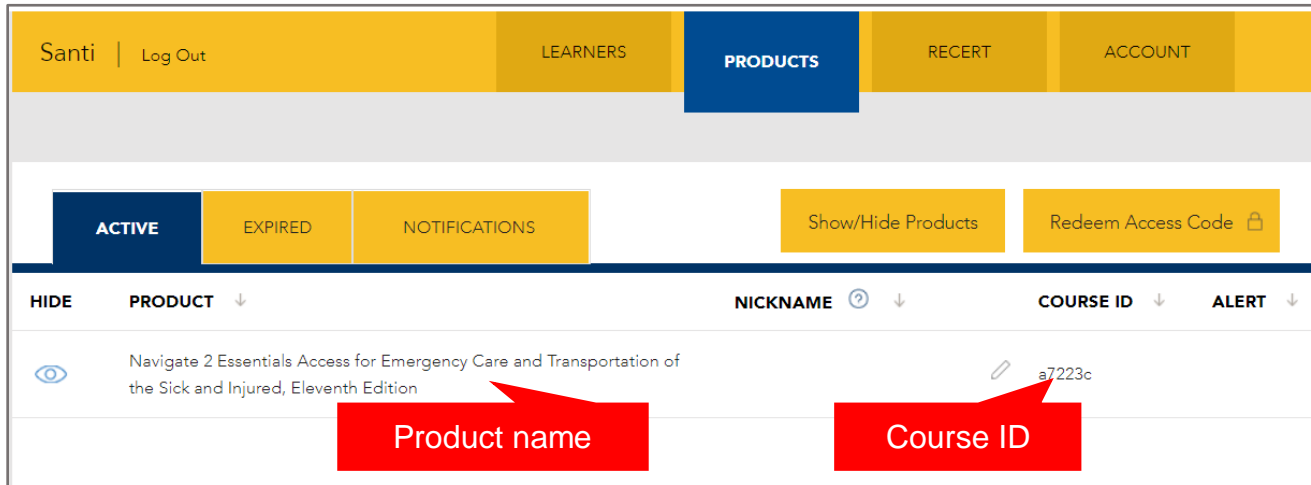 Santi | Log Out LEARNERS PRODUCTS RECERT ACCOUNT
ACTIVE EXPIRED NOTIFICATIONS Show/Hide Products Redeem Access Code
HIDE PRODUCT NICKNAME ? COURSE ID ALERT
Navigate 2 Essentials Access for Emergency Care and Transportation of
the Sick and Injured, Eleventh Edition
a7223c
Product name Course ID